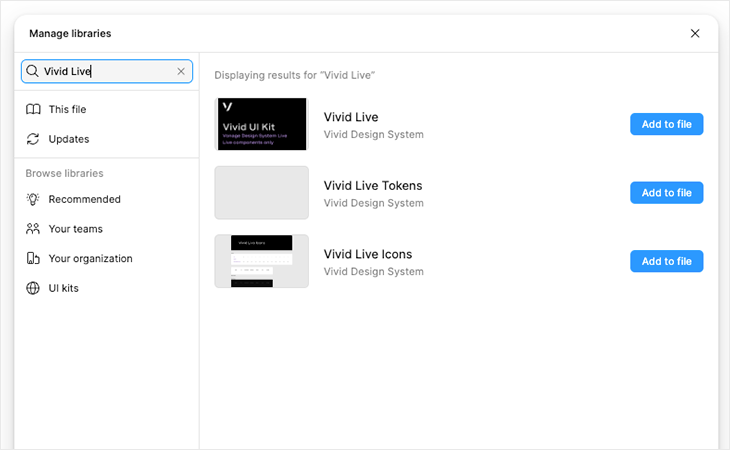 Manage libraries
Vivid Live
This file
Updates
Browse libraries
Recommended
Your teams
Your organization
UI kits
Displaying results for “Vivid Live”
Vivid UI Kit
Vonage Design System Live
Live components only
Vivid Live
Vivid Design System
Add to file
Vivid Live Tokens
Vivid Design System
Add to file
Vivid Live Icons
Vivid Live Icons
Vivid Design System
Add to file